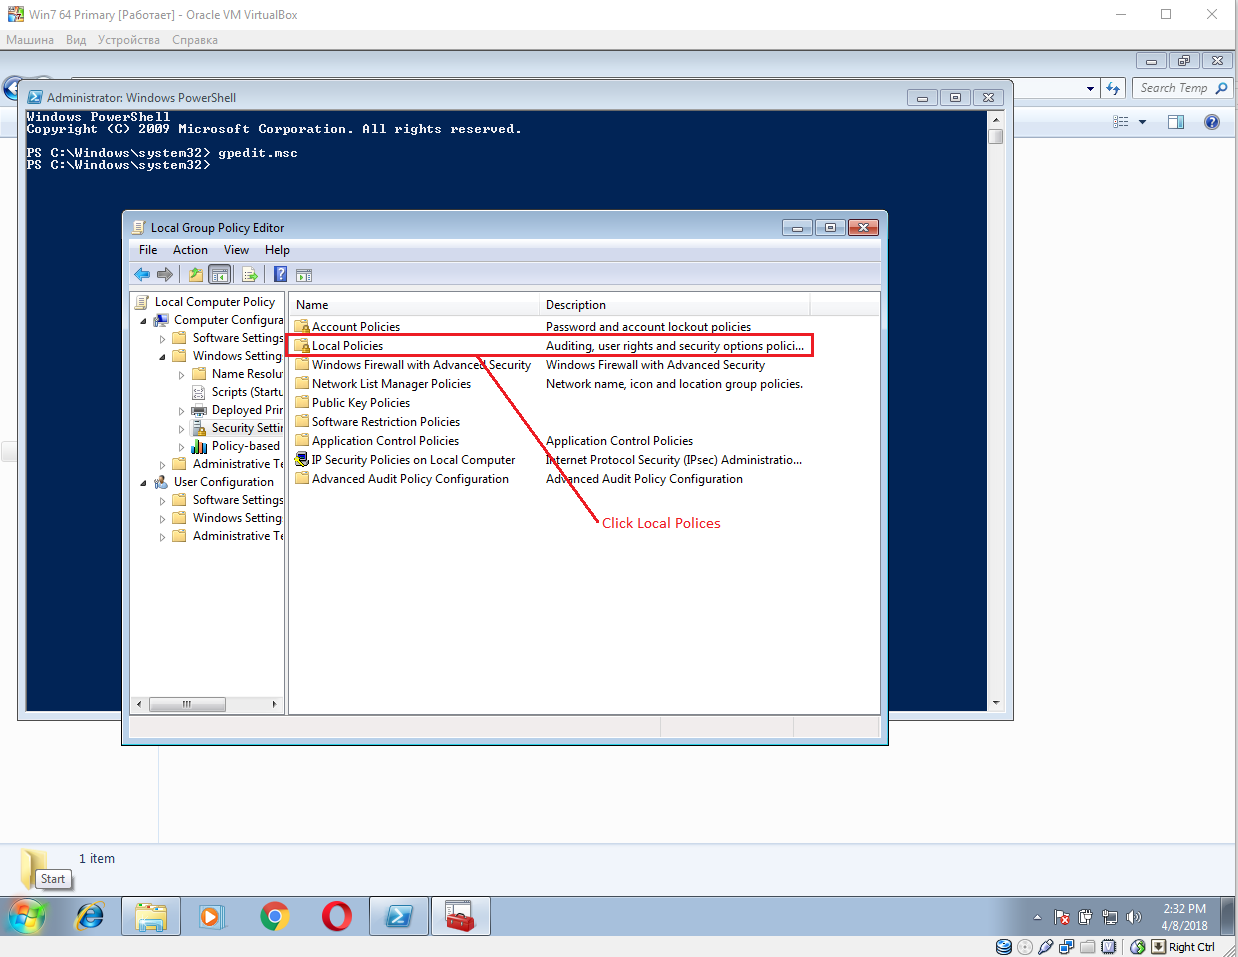 Win7 64 Primary [Работает] - Oracle VM VirtualBox
Машина Вид Устройства Справка
Search Temp
Administrator: Windows PowerShell
Windows PowerShell
Copyright (C) 2009 Microsoft Corporation. All rights reserved.
PS C:\Windows\system32> gpedit.msc
PS C:\Windows\system32>
Local Group Policy Editor
File Action View Help
Local Computer Policy
Computer Configura
Software Settings
Windows Setting
Name Resolu
Scripts (Startu
Deployed Prin
Security Settin
Policy-based
Administrative Te
User Configuration
Software Settings
Windows Setting
Administrative Te
Name Description
Account Policies Password and account lockout policies
Local Policies Auditing, user rights and security options polici...
Windows Firewall with Advanced Security Windows Firewall with Advanced Security
Network List Manager Policies Network name, icon and location group policies.
Public Key Policies
Software Restriction Policies
Application Control Policies Application Control Policies
IP Security Policies on Local Computer Internet Protocol Security (IPsec) Administratio...
Advanced Audit Policy Configuration Advanced Audit Policy Configuration
Click Local Polices
1 item
Start
2:32 PM
4/8/2018
Right Ctrl